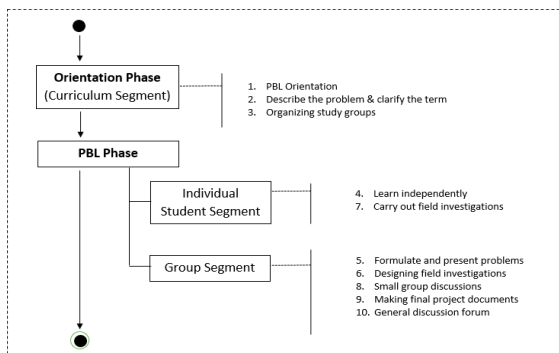 Orientation Phase
(Curriculum Segment)
1. PBL Orientation
2. Describe the problem & clarify the term
3. Organizing study groups
PBL Phase
Individual
Student Segment
4. Learn independently
7. Carry out field investigations
Group Segment
5. Formulate and present problems
6. Designing field investigations
8. Small group discussions
9. Making final project documents
10. General discussion forum